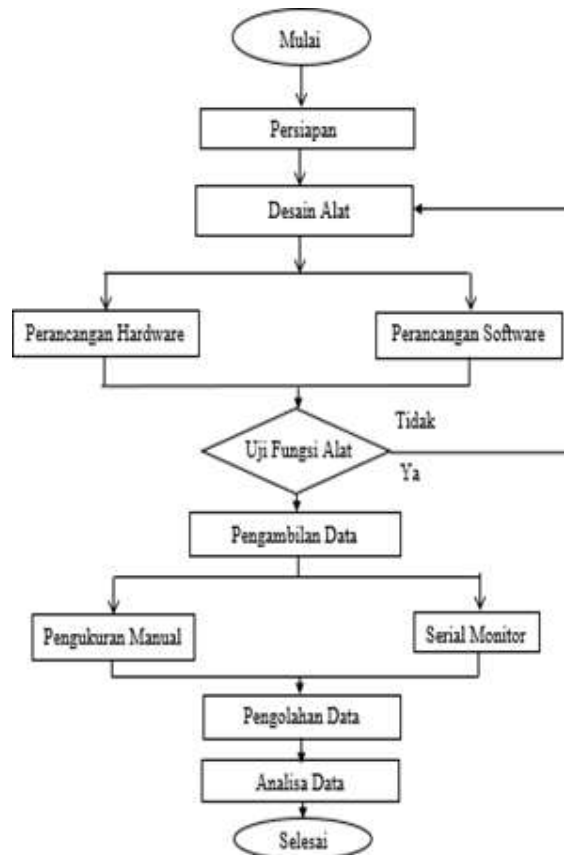 Mulai
Persiapan
Desain Alat
Perancangan Hardware
Perancangan Software
Uji Fungsi Alat
Tidak
Ya
Pengambilan Data
Pengukuran Manual
Serial Monitor
Pengolahan Data
Analisa Data
Selesai